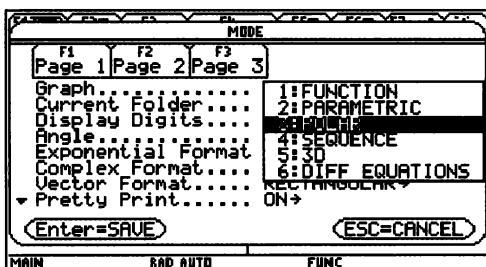 MODE
F1 F2 F3
Page 1 Page 2 Page 3
Graph..............
Current Folder....
Display Digits....
Angle..............
Exponential Format
Complex Format.....
Vector Format..... RECTANGULAR→
Pretty Print...... ON→
1:FUNCTION
2:PARAMETRIC
3:POLAR
4:SEQUENCE
5:3D
6:DIFF EQUATIONS
Enter=SAVE ESC=CANCEL
MAIN RAD AUTO FUNC